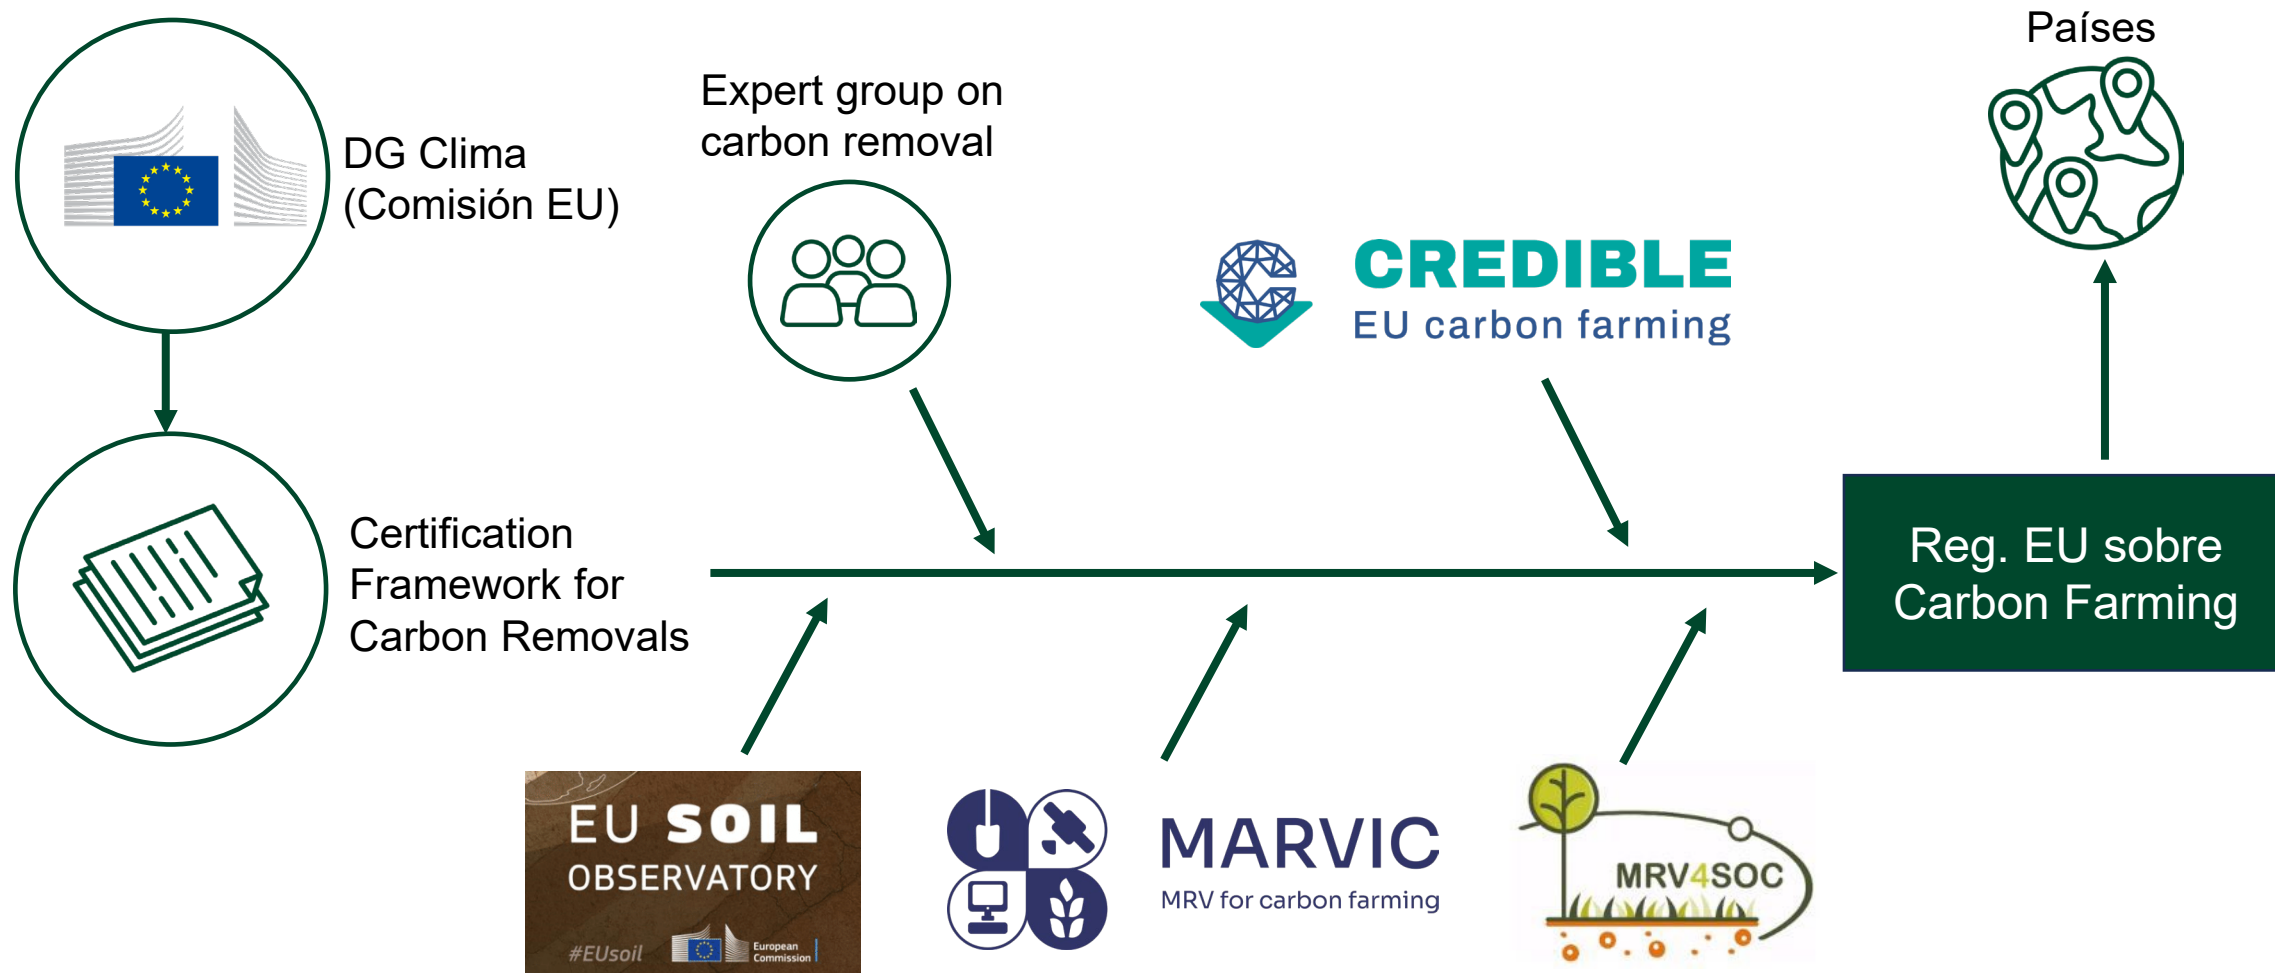 Países
Expert group on
carbon removal
DG Clima
(Comisión EU)
CREDIBLE
EU carbon farming
Certification
Framework for
Carbon Removals
Reg. EU sobre
Carbon Farming
EU SOIL
OBSERVATORY
#EUsoil
European
Commission
MARVIC
MRV for carbon farming
MRV4SOC